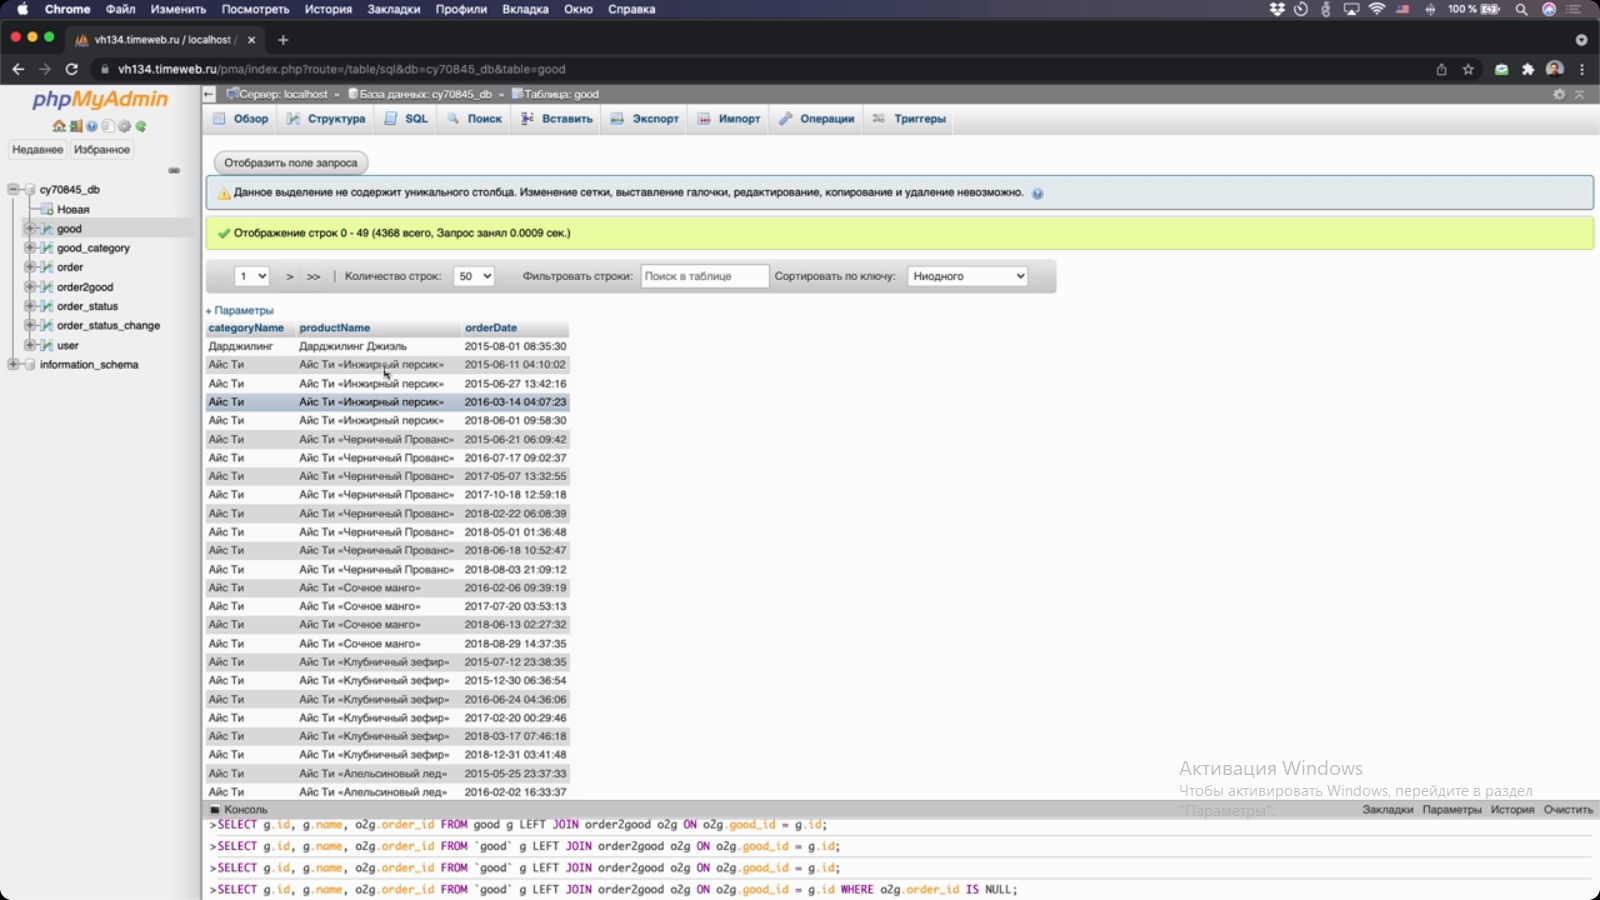 Chrome Файл Изменить Посмотреть История Закладки Профили Вкладка Окно Справка 100 %
vh134.timeweb.ru / localhost /
vh134.timeweb.ru/pma/index.php?route=/table/sql&db=cy70845_db&table=good
phpMyAdmin
Недавнее Избранное
cy70845_db
Новая
good
good_category
order
order2good
order_status
order_status_change
user
information_schema
Сервер: localhost » База данных: cy70845_db » Таблица: good
Обзор Структура SQL Поиск Вставить Экспорт Импорт Операции Триггеры
Отобразить поле запроса
Данное выделение не содержит уникального столбца. Изменение сетки, выставление галочки, редактирование, копирование и удаление невозможно.
Отображение строк 0 - 49 (4368 всего, Запрос занял 0.0009 сек.)
1 > >> | Количество строк: 50 Фильтровать строки: Поиск в таблице Сортировать по ключу: Ниодного
+ Параметры
categoryName productName orderDate
Дарджилинг Дарджилинг Джиэль 2015-08-01 08:35:30
Айс Ти Айс Ти «Инжирный персик» 2015-06-11 04:10:02
Айс Ти Айс Ти «Инжирный персик» 2015-06-27 13:42:16
Айс Ти Айс Ти «Инжирный персик» 2016-03-14 04:07:23
Айс Ти Айс Ти «Инжирный персик» 2018-06-01 09:58:30
Айс Ти Айс Ти «Черничный Прованс» 2015-06-21 06:09:42
Айс Ти Айс Ти «Черничный Прованс» 2016-07-17 09:02:37
Айс Ти Айс Ти «Черничный Прованс» 2017-05-07 13:32:55
Айс Ти Айс Ти «Черничный Прованс» 2017-10-18 12:59:18
Айс Ти Айс Ти «Черничный Прованс» 2018-02-22 06:08:39
Айс Ти Айс Ти «Черничный Прованс» 2018-05-01 01:36:48
Айс Ти Айс Ти «Черничный Прованс» 2018-06-18 10:52:47
Айс Ти Айс Ти «Черничный Прованс» 2018-08-03 21:09:12
Айс Ти Айс Ти «Сочное манго» 2016-02-06 09:39:19
Айс Ти Айс Ти «Сочное манго» 2017-07-20 03:53:13
Айс Ти Айс Ти «Сочное манго» 2018-06-13 02:27:32
Айс Ти Айс Ти «Сочное манго» 2018-08-29 14:37:35
Айс Ти Айс Ти «Клубничный зефир» 2015-07-12 23:38:35
Айс Ти Айс Ти «Клубничный зефир» 2015-12-30 06:36:54
Айс Ти Айс Ти «Клубничный зефир» 2016-06-24 04:36:06
Айс Ти Айс Ти «Клубничный зефир» 2017-02-20 00:29:46
Айс Ти Айс Ти «Клубничный зефир» 2018-03-17 07:46:18
Айс Ти Айс Ти «Клубничный зефир» 2018-12-31 03:41:48
Айс Ти Айс Ти «Апельсиновый лед» 2015-05-25 23:37:33
Айс Ти Айс Ти «Апельсиновый лед» 2016-02-02 16:33:37
Активация Windows
Чтобы активировать Windows, перейдите в раздел
"Параметры".
Консоль Закладки Параметры История Очистить
>SELECT g.id, g.name, o2g.order_id FROM good g LEFT JOIN order2good o2g ON o2g.good_id = g.id;
>SELECT g.id, g.name, o2g.order_id FROM `good` g LEFT JOIN order2good o2g ON o2g.good_id = g.id;
>SELECT g.id, g.name, o2g.order_id FROM `good` g LEFT JOIN order2good o2g ON o2g.good_id = g.id;
>SELECT g.id, g.name, o2g.order_id FROM `good` g LEFT JOIN order2good o2g ON o2g.good_id = g.id WHERE o2g.order_id IS NULL;